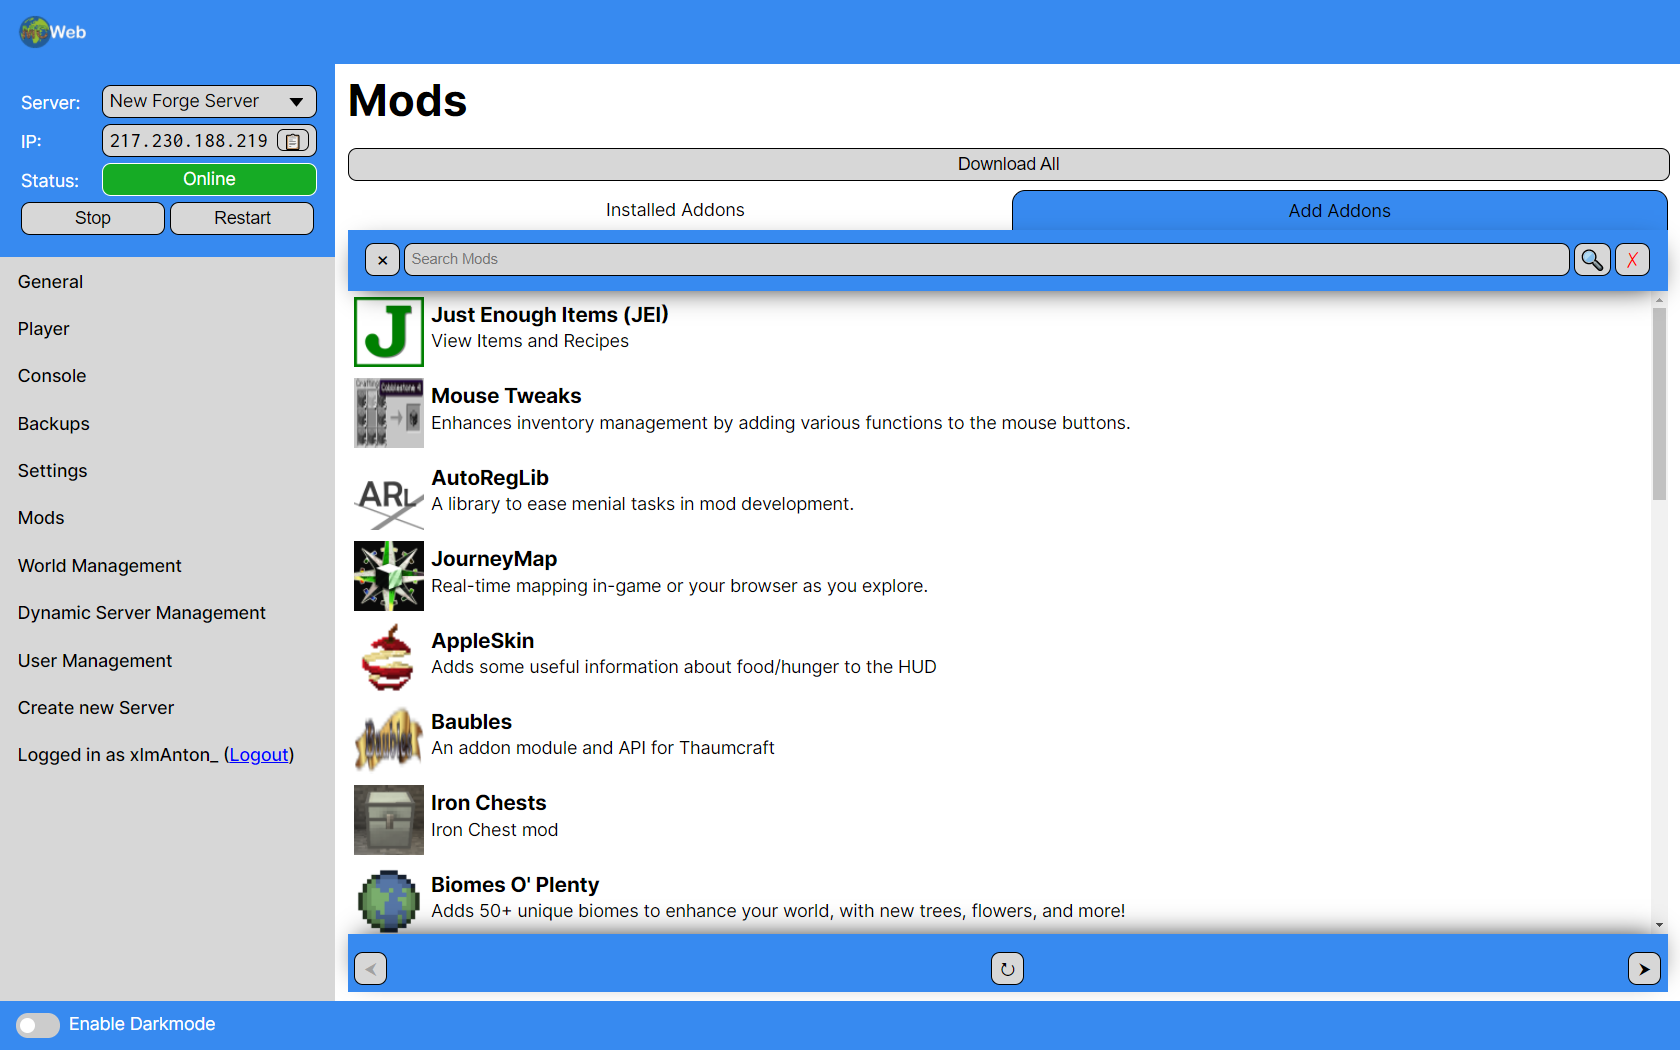 Web
Server:
New Forge Server
IP:
217.230.188.219
Status:
Online
Stop
Restart
General
Player
Console
Backups
Settings
Mods
World Management
Dynamic Server Management
User Management
Create new Server
Logged in as xImAnton_ (Logout)
Mods
Download All
Installed Addons
Add Addons
Search Mods
J
Just Enough Items (JEI)
View Items and Recipes
Crafting
Cobblestone 4
Mouse Tweaks
Enhances inventory management by adding various functions to the mouse buttons.
ARL
AutoRegLib
A library to ease menial tasks in mod development.
JourneyMap
Real-time mapping in-game or your browser as you explore.
AppleSkin
Adds some useful information about food/hunger to the HUD
Baubles
Baubles
An addon module and API for Thaumcraft
Iron Chests
Iron Chest mod
Biomes O' Plenty
Adds 50+ unique biomes to enhance your world, with new trees, flowers, and more!
Enable Darkmode